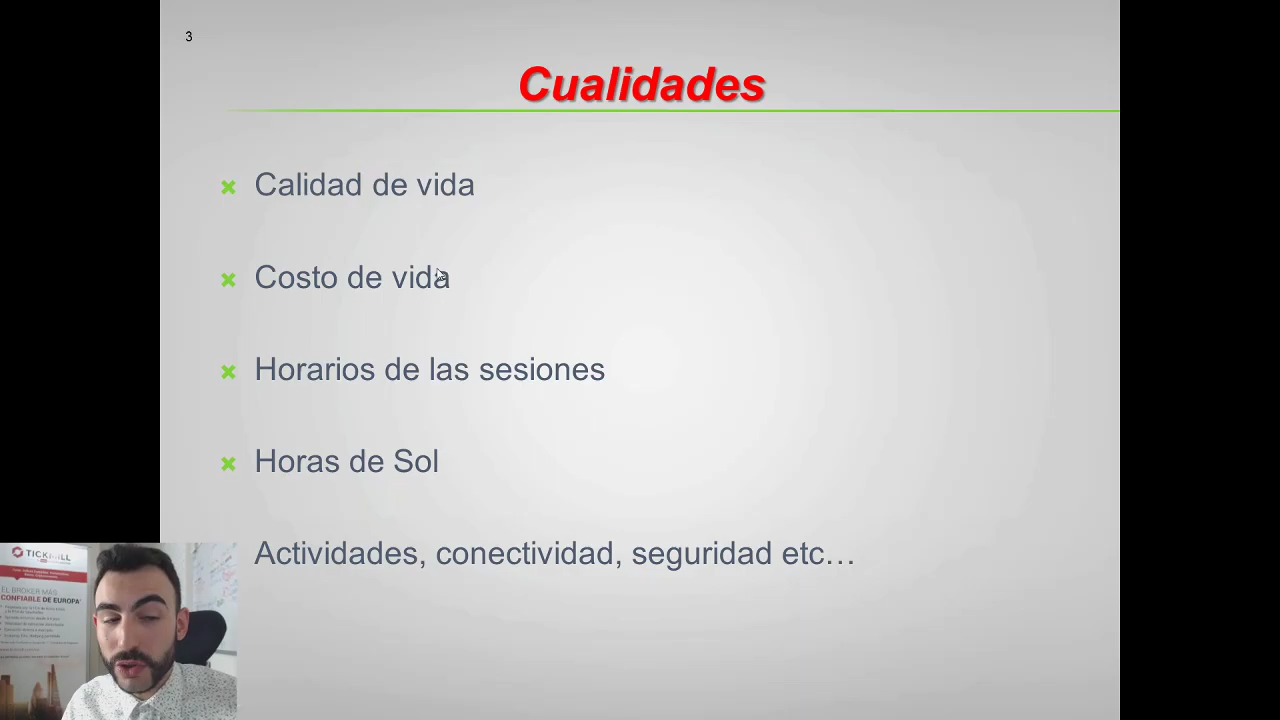 3
Cualidades
Calidad de vida
Costo de vida
Horarios de las sesiones
Horas de Sol
Actividades, conectividad, seguridad etc…
TICKMILL
EL BROKER MÁS
CONFIABLE DE EUROPA